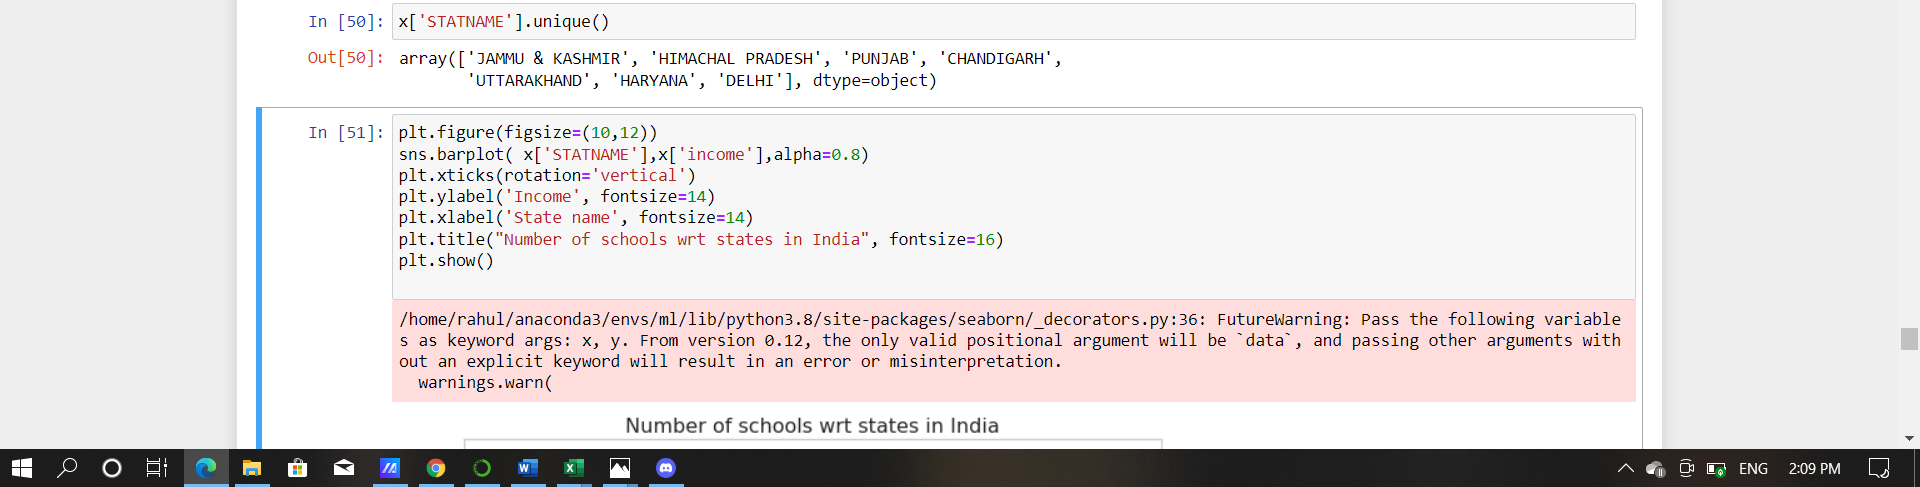 In [50]: x['STATNAME'].unique()
Out[50]: array(['JAMMU & KASHMIR', 'HIMACHAL PRADESH', 'PUNJAB', 'CHANDIGARH',
'UTTARAKHAND', 'HARYANA', 'DELHI'], dtype=object)
In [51]: plt.figure(figsize=(10,12))
sns.barplot( x['STATNAME'],x['income'],alpha=0.8)
plt.xticks(rotation='vertical')
plt.ylabel('Income', fontsize=14)
plt.xlabel('State name', fontsize=14)
plt.title("Number of schools wrt states in India", fontsize=16)
plt.show()
/home/rahul/anaconda3/envs/ml/lib/python3.8/site-packages/seaborn/_decorators.py:36: FutureWarning: Pass the following variable
s as keyword args: x, y. From version 0.12, the only valid positional argument will be `data`, and passing other arguments with
out an explicit keyword will result in an error or misinterpretation.
warnings.warn(
Number of schools wrt states in India
ENG 2:09 PM